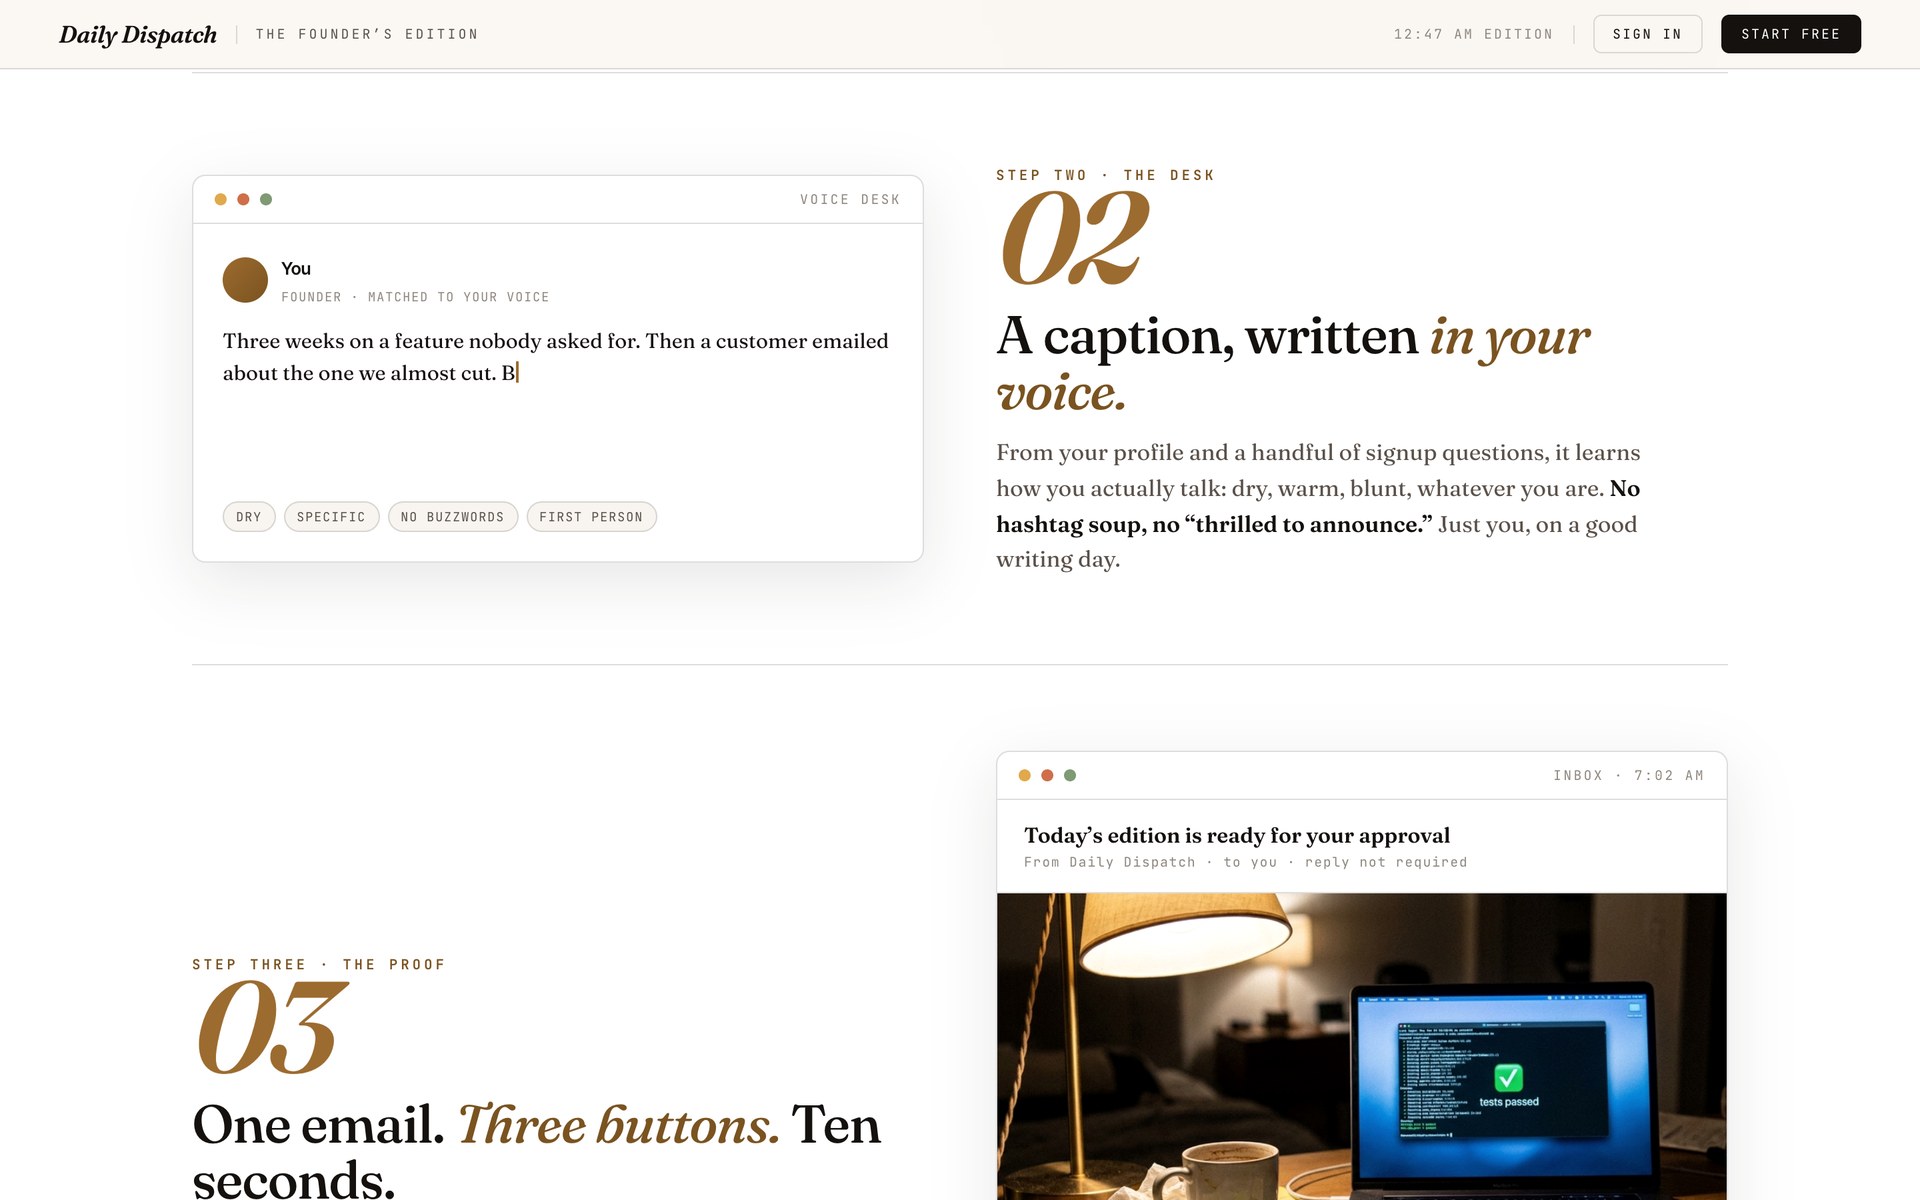 Daily Dispatch
THE FOUNDER’S EDITION
12:47 AM EDITION
SIGN IN
START FREE
VOICE DESK
You
FOUNDER · MATCHED TO YOUR VOICE
Three weeks on a feature nobody asked for. Then a customer emailed
about the one we almost cut. B
DRY
SPECIFIC
NO BUZZWORDS
FIRST PERSON
STEP TWO · THE DESK
02
A caption, written in your
voice.
From your profile and a handful of signup questions, it learns
how you actually talk: dry, warm, blunt, whatever you are. No
hashtag soup, no “thrilled to announce.” Just you, on a good
writing day.
STEP THREE · THE PROOF
03
One email. Three buttons. Ten
seconds.
INBOX · 7:02 AM
Today’s edition is ready for your approval
From Daily Dispatch · to you · reply not required
tests passed